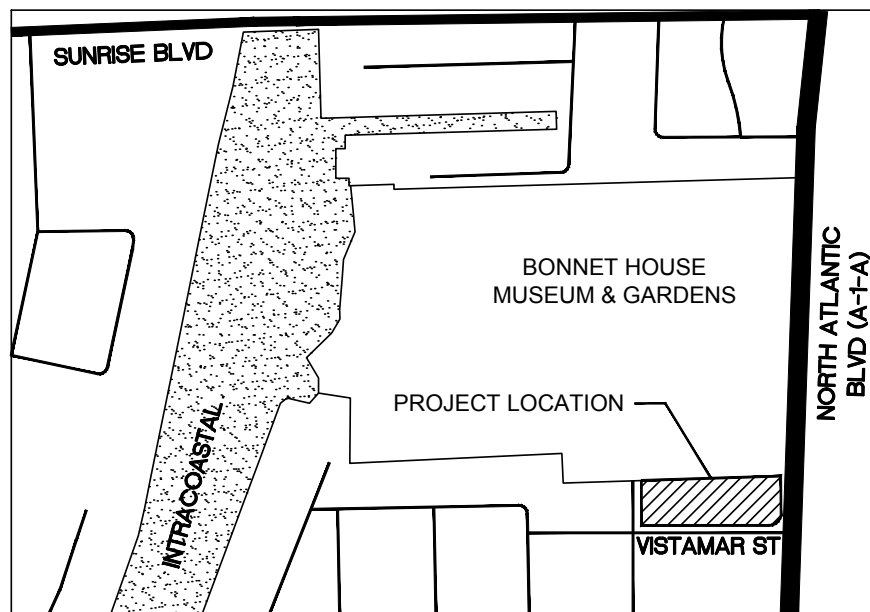 SUNRISE BLVD
BONNET HOUSE
MUSEUM & GARDENS
NORTH ATLANTIC
BLVD (A-1-A)
PROJECT LOCATION
INTRACOASTAL
VISTAMAR ST